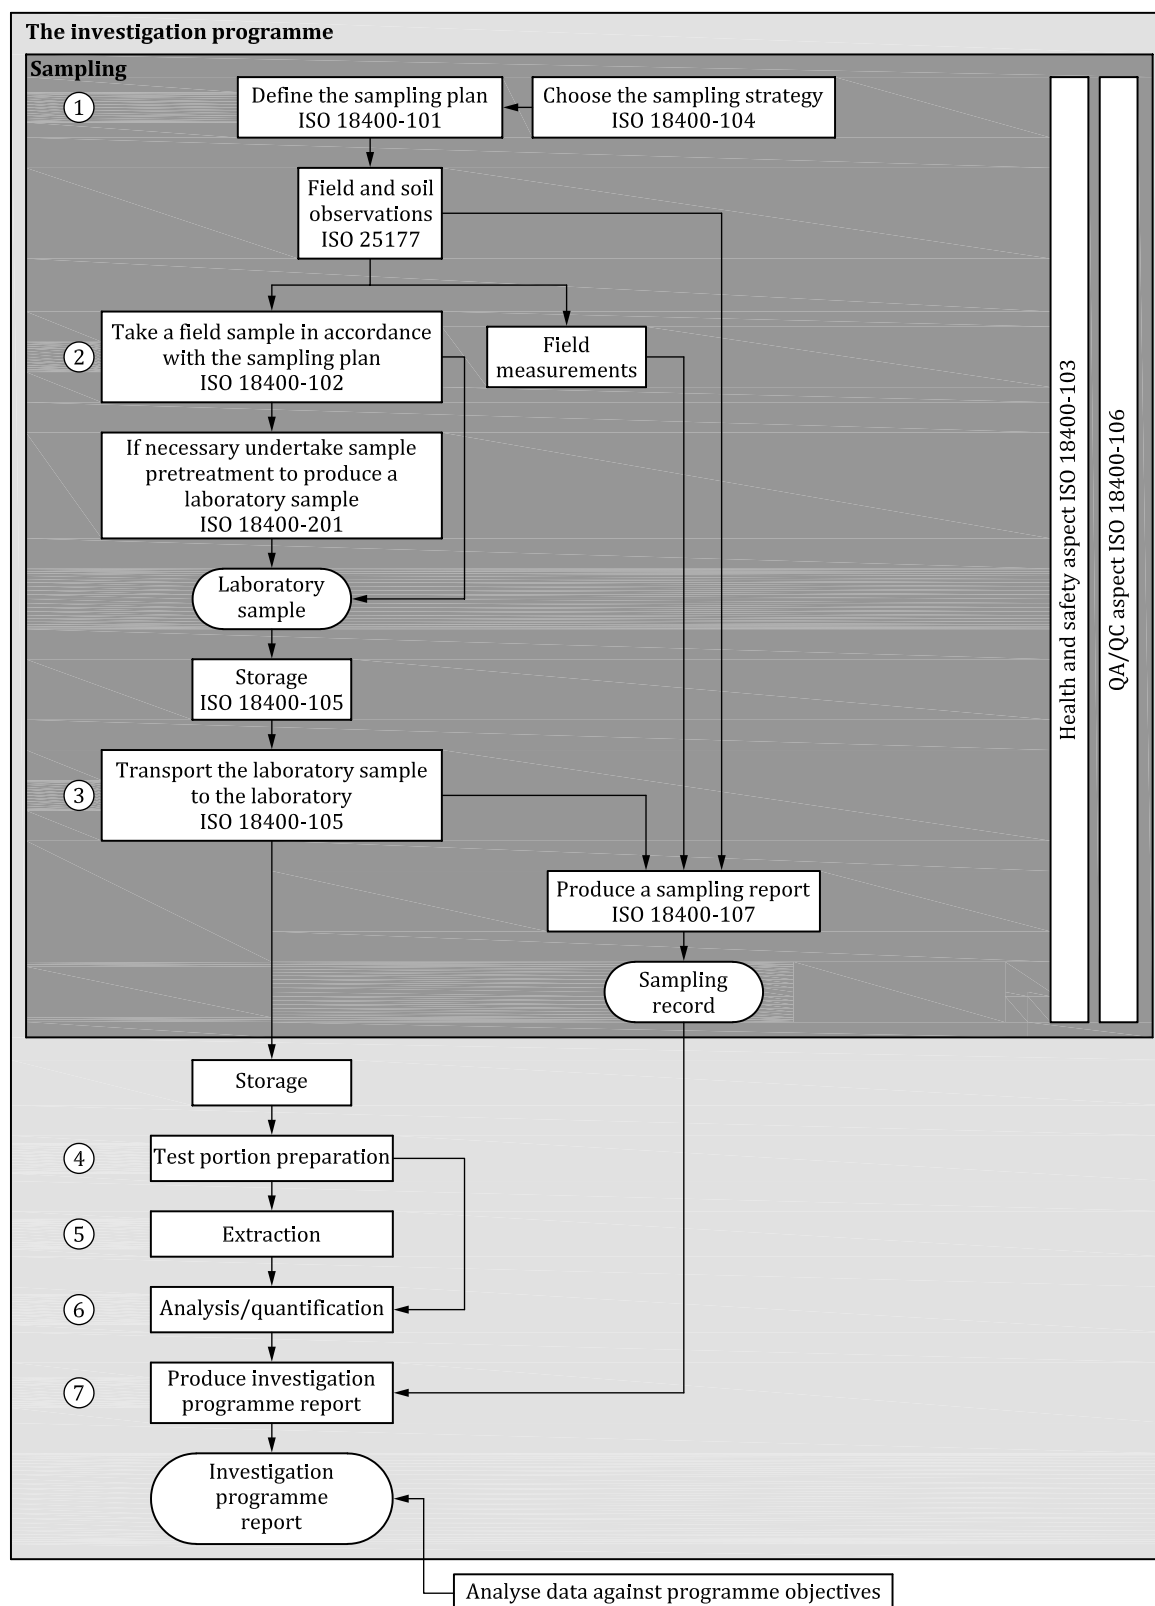 The investigation programme
Sampling
1
Define the sampling plan
ISO 18400-101
Choose the sampling strategy
ISO 18400-104
Field and soil
observations
ISO 25177
2
Take a field sample in accordance
with the sampling plan
ISO 18400-102
Field
measurements
If necessary undertake sample
pretreatment to produce a
laboratory sample
ISO 18400-201
Laboratory
sample
Storage
ISO 18400-105
3
Transport the laboratory sample
to the laboratory
ISO 18400-105
Produce a sampling report
ISO 18400-107
Sampling
record
Health and safety aspect ISO 18400-103
QA/QC aspect ISO 18400-106
Storage
4
Test portion preparation
5
Extraction
6
Analysis/quantification
7
Produce investigation
programme report
Investigation
programme
report
Analyse data against programme objectives